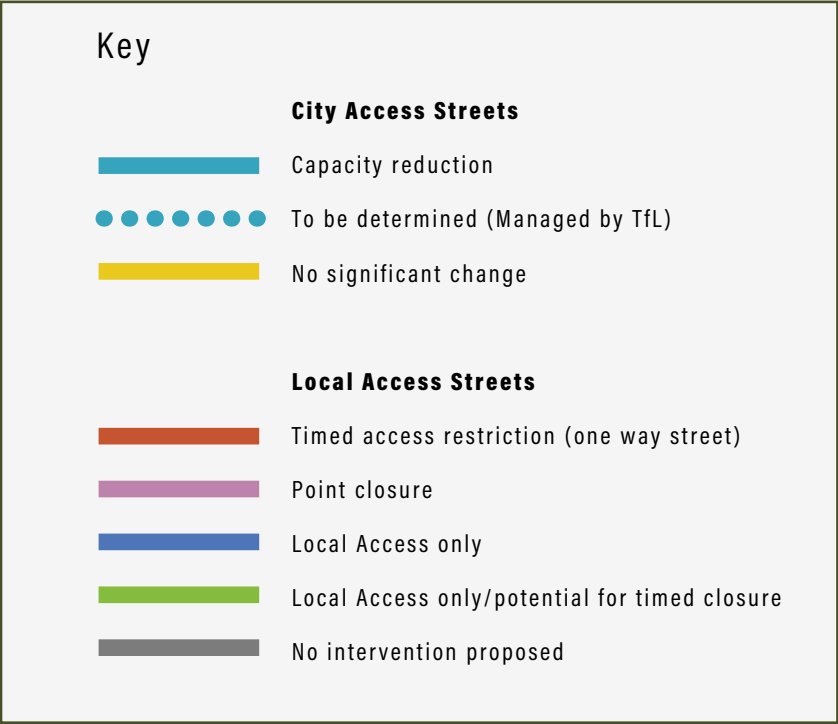 Key
City Access Streets
Capacity reduction
To be determined (Managed by TfL)
No significant change
Local Access Streets
Timed access restriction (one way street)
Point closure
Local Access only
Local Access only/potential for timed closure
No intervention proposed